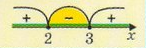 + − +
2 3 x